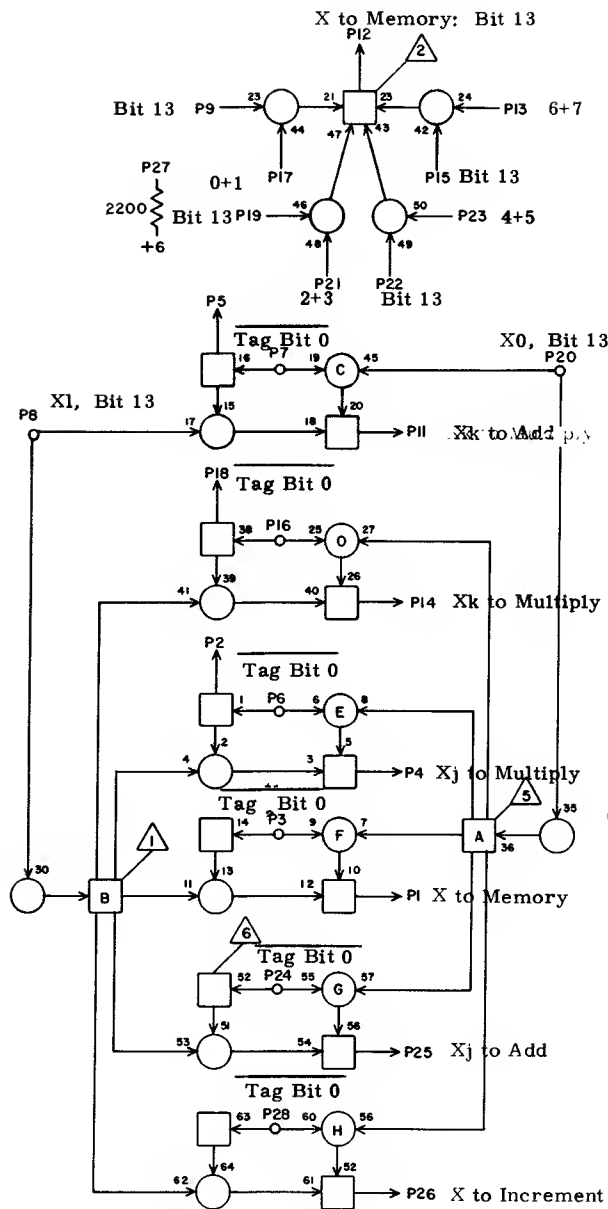 X to Memory: Bit 13
P12
2
23 21 23 24
Bit 13 P9 P13 6+7
44 47 43 42
P27 P17 P15 Bit 13
0+1
2200 Bit 13 P19 46 50 P23 4+5
+6 48 49
P21 P22
2+3 Bit 13
P5
Tag Bit 0 X0, Bit 13
P7 P20
16 19 C 45
X1, Bit 13
P8 15 20
17 18 P11 Xk to Add
Tag Bit 0
P18
P16
38 25 O 27
39 26
41 40 P14 Xk to Multiply
P2 Tag Bit 0
P6
1 6 E 8
2 5
4 3 P4 Xj to Multiply
Tag Bit 0
5
P3 35
14 9 F 7 A 36
1 13 10
30 B 11 12 P1 X to Memory
6
Tag Bit 0
P24
52 55 G 57
51 56
53 54 P25 Xj to Add
Tag Bit 0
P28
63 60 H 56
64 52
62 61 P26 X to Increment